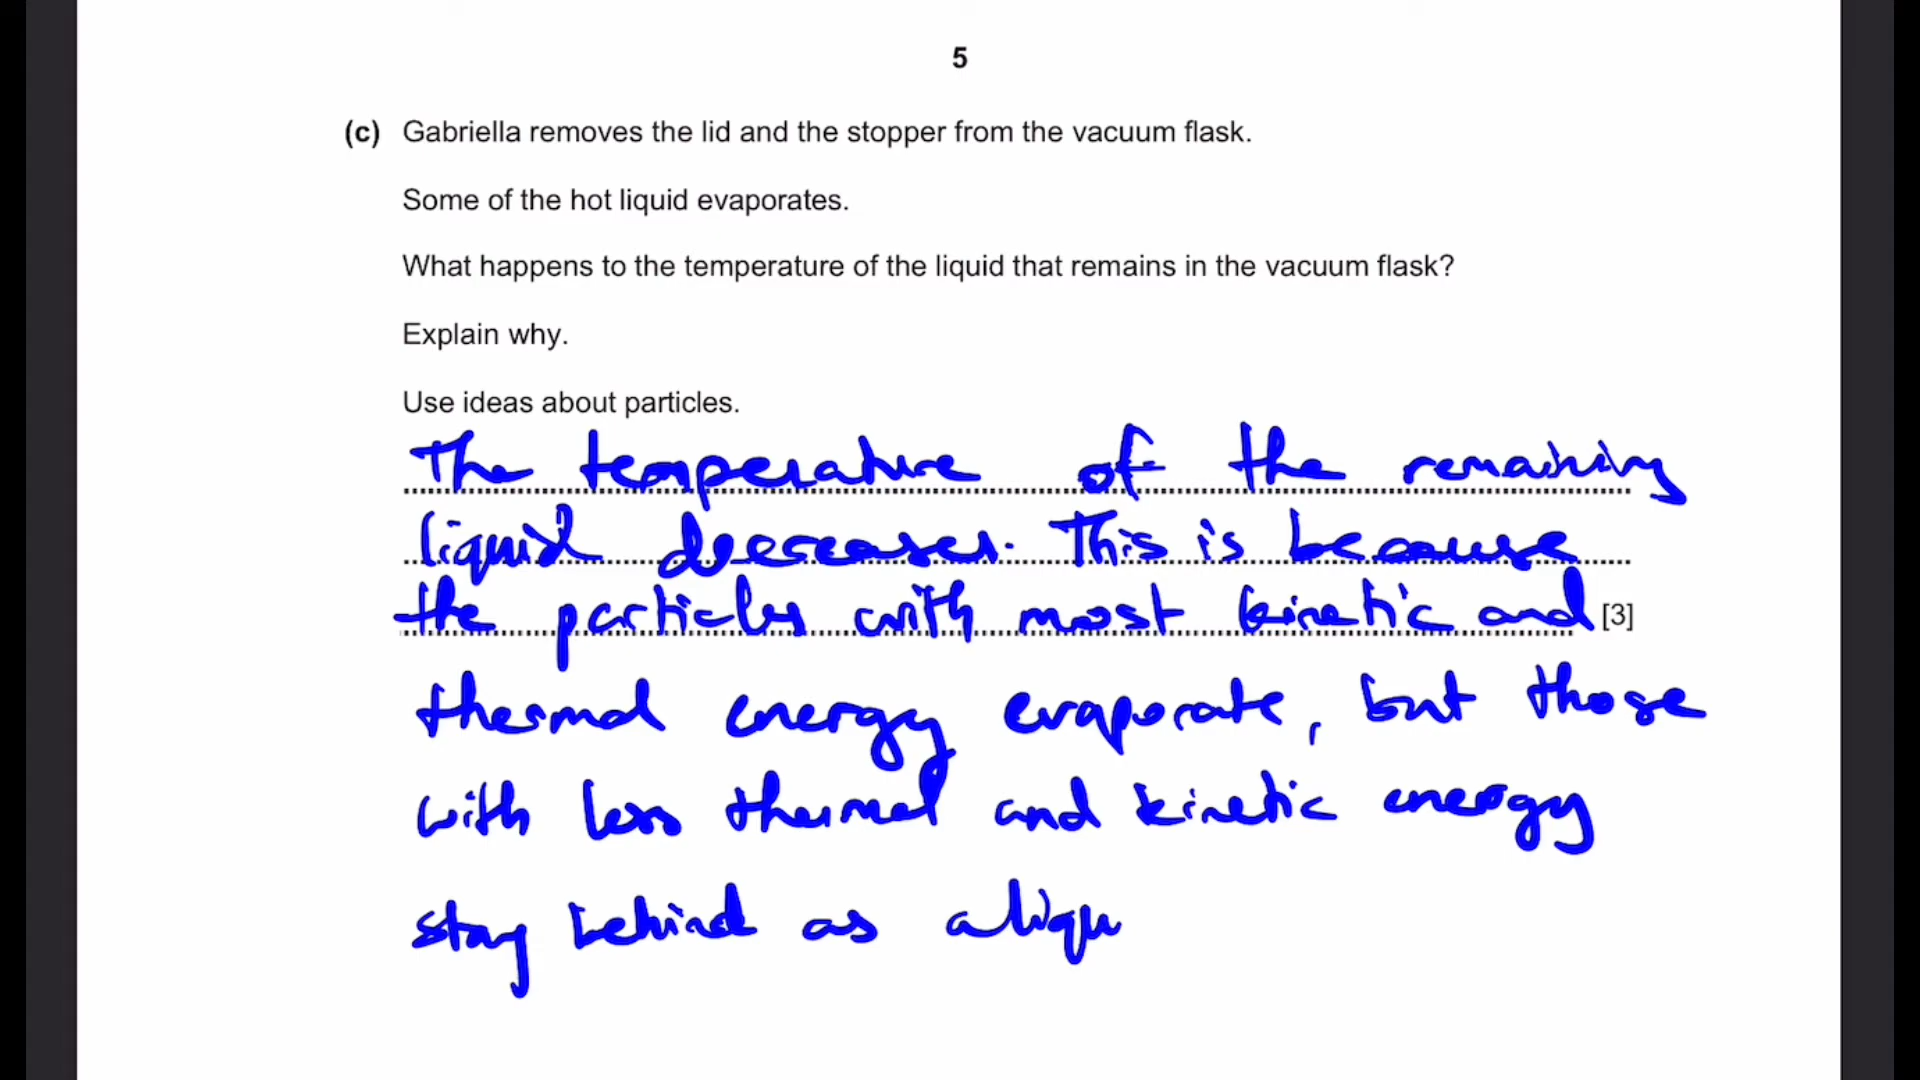 5
(c) Gabriella removes the lid and the stopper from the vacuum flask.
Some of the hot liquid evaporates.
What happens to the temperature of the liquid that remains in the vacuum flask?
Explain why.
Use ideas about particles.
The temperature of the remaining
liquid decreases. This is because
the particles with most kinetic and [3]
thermal energy evaporate, but those
with less thermal and kinetic energy
stay behind as a liqu